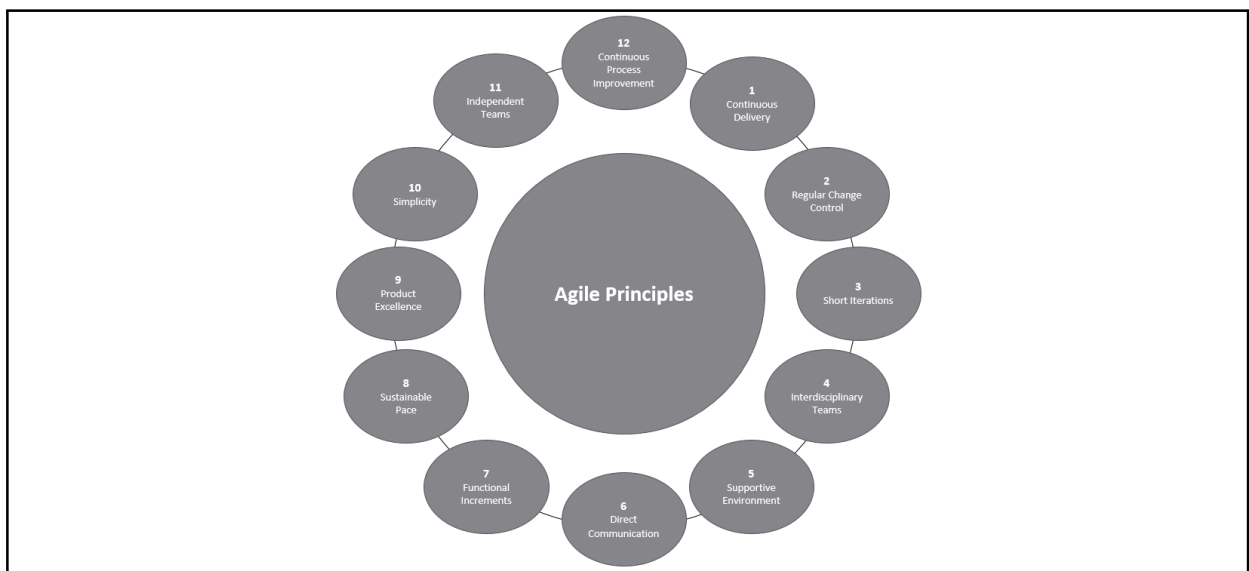 12
Continuous
Process
Improvement
1
Continuous
Delivery
2
Regular Change
Control
3
Short Iterations
4
Interdisciplinary
Teams
5
Supportive
Environment
6
Direct
Communication
7
Functional
Increments
8
Sustainable
Pace
9
Product
Excellence
10
Simplicity
11
Independent
Teams
Agile Principles